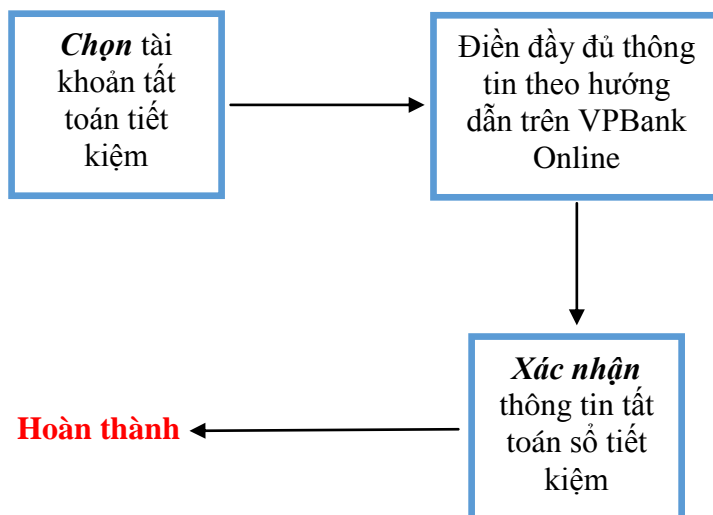 Chọn tài
khoản tất
toán tiết
kiệm
Điền đầy đủ thông
tin theo hướng
dẫn trên VPBank
Online
Xác nhận
thông tin tất
toán sổ tiết
kiệm
Hoàn thành